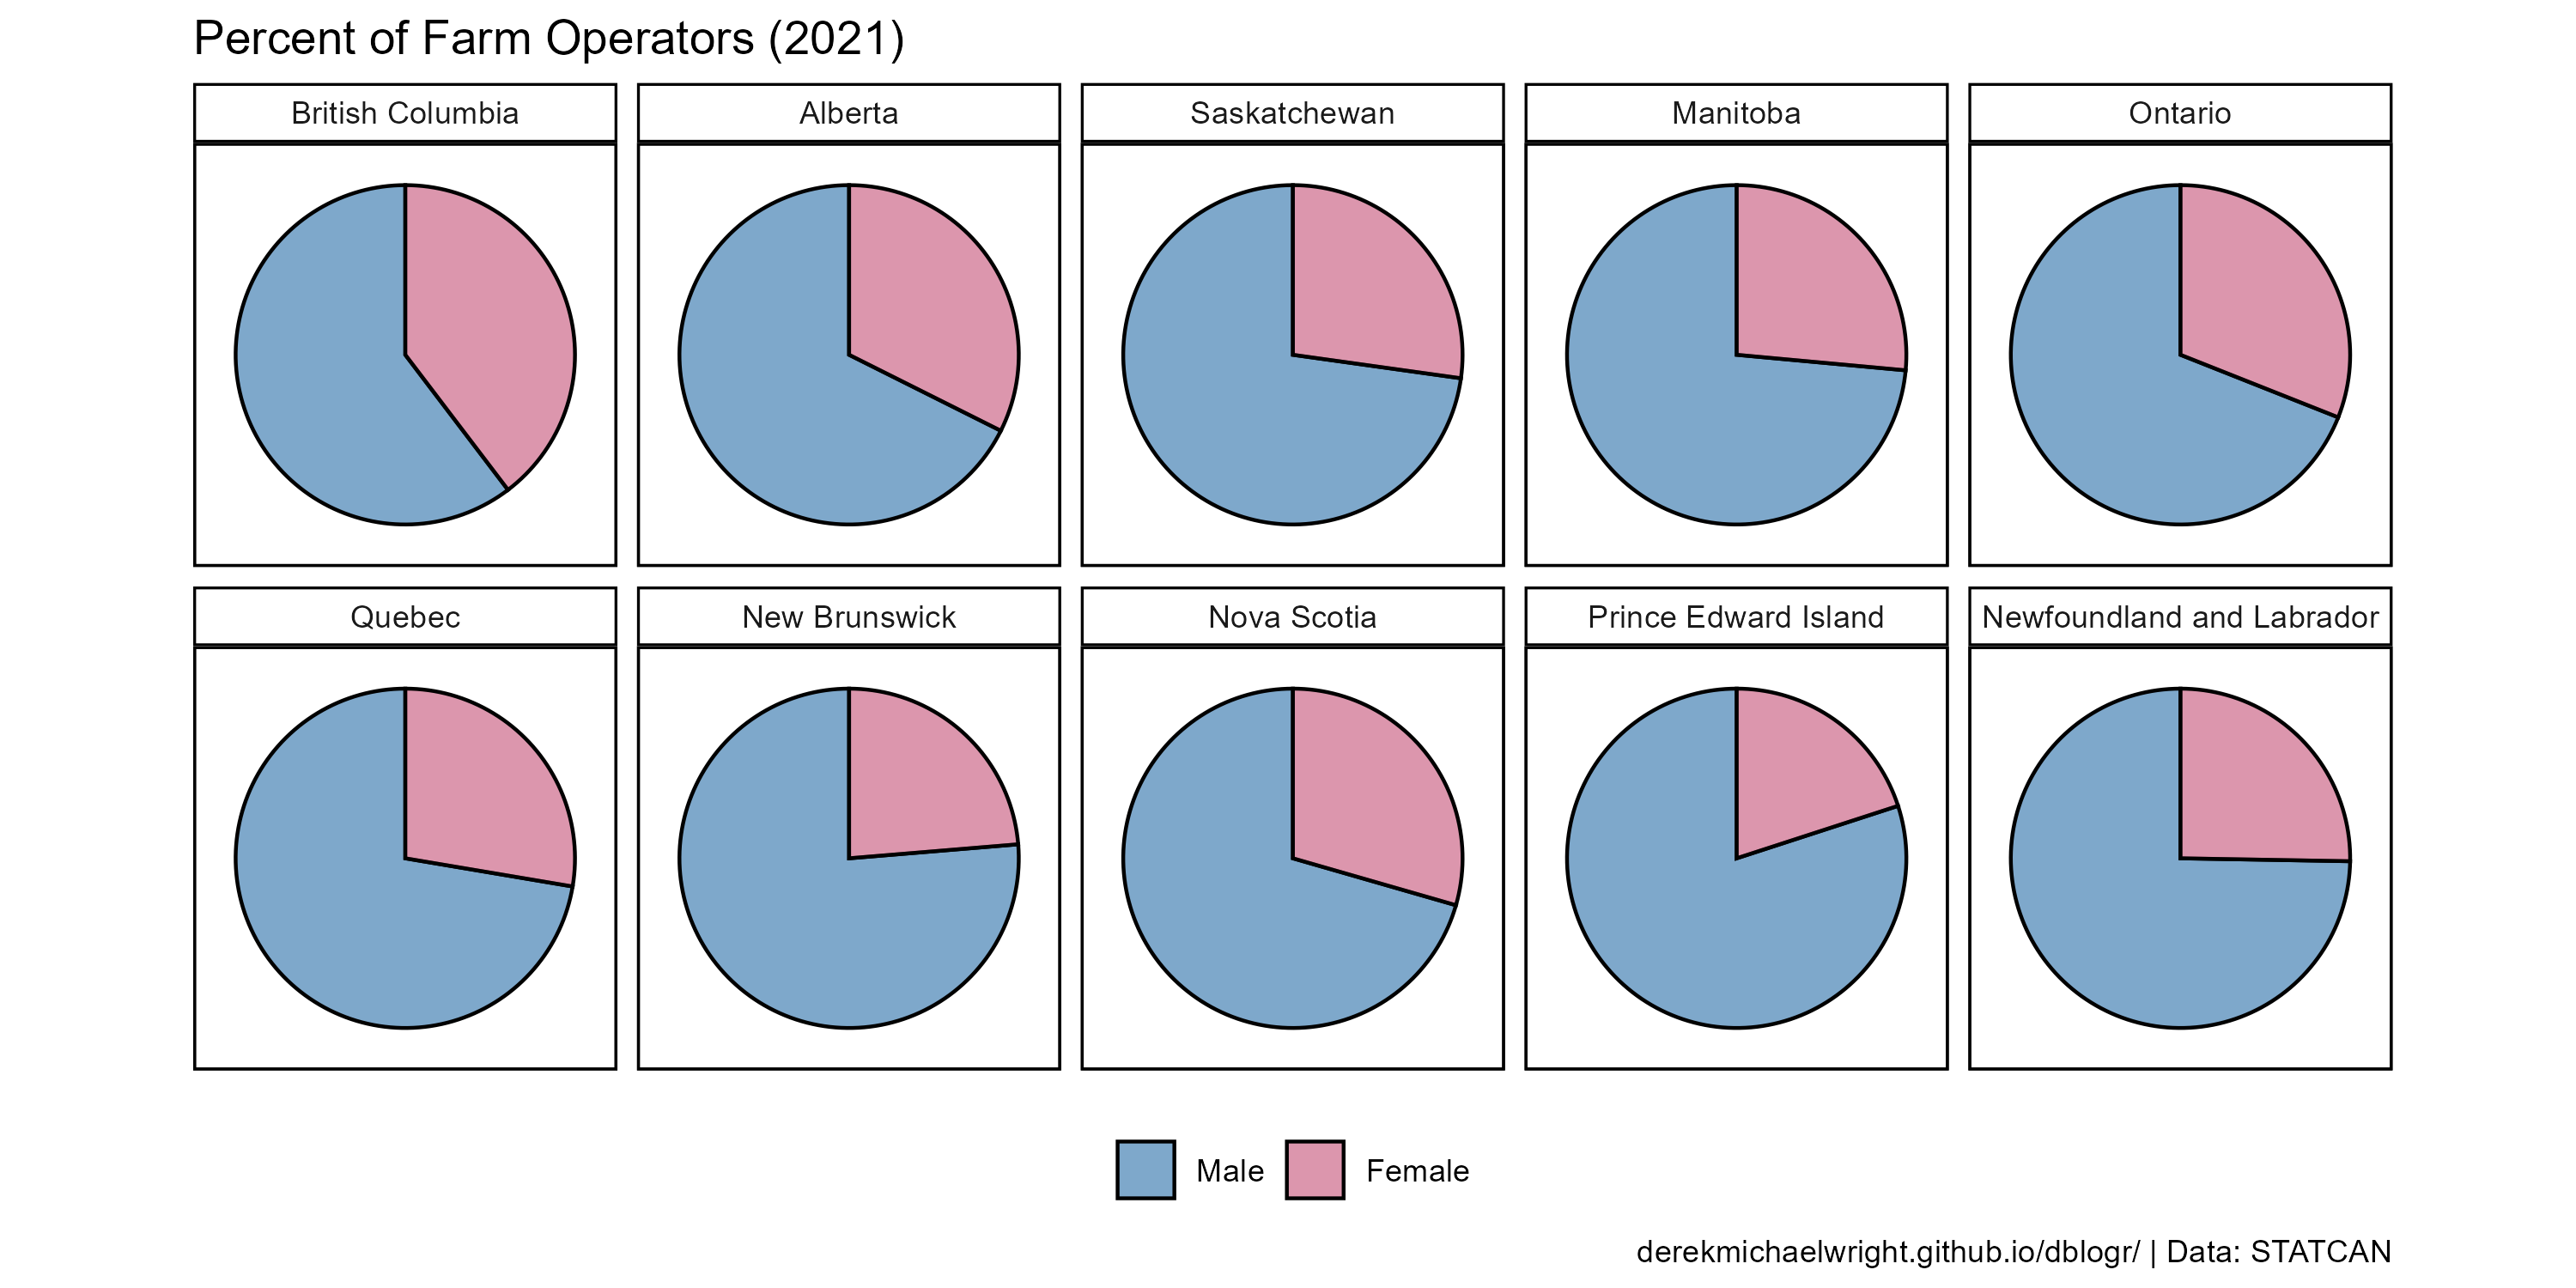 Percent of Farm Operators (2021)
British Columbia
Alberta
Saskatchewan
Manitoba
Ontario
Quebec
New Brunswick
Nova Scotia
Prince Edward Island
Newfoundland and Labrador
Male
Female
derekmichaelwright.github.io/dblogr/ | Data: STATCAN